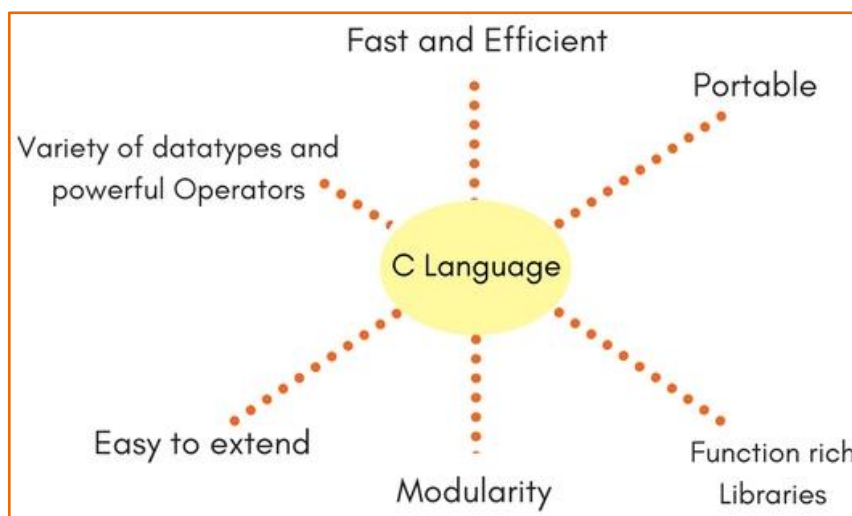 Fast and Efficient
Portable
Variety of datatypes and
powerful Operators
C Language
Easy to extend
Modularity
Function rich
Libraries